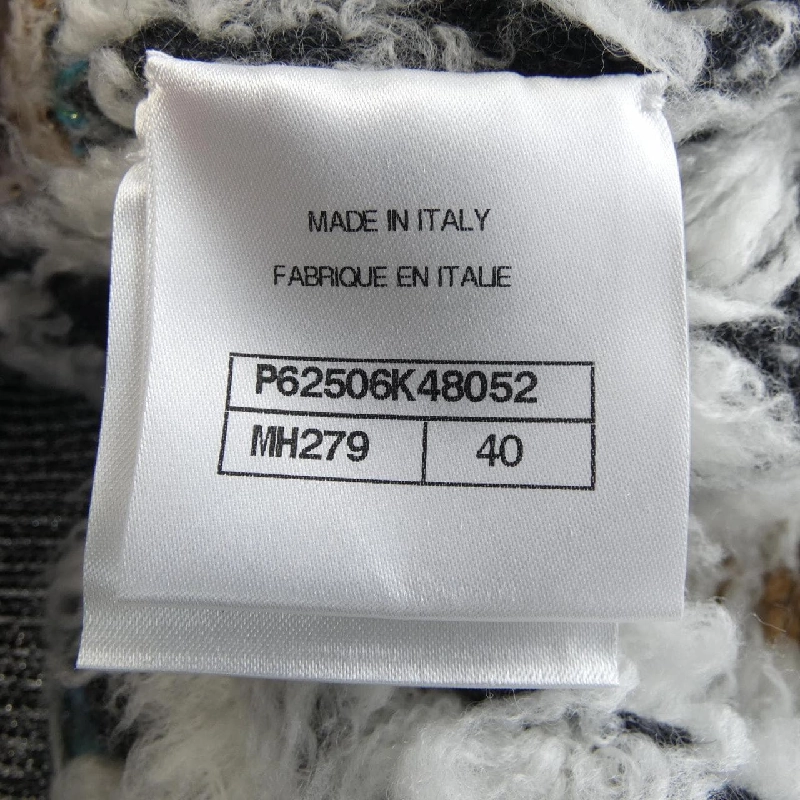 MADE IN ITALY
FABRIQUE EN ITALIE
P62506K48052
MH279 40